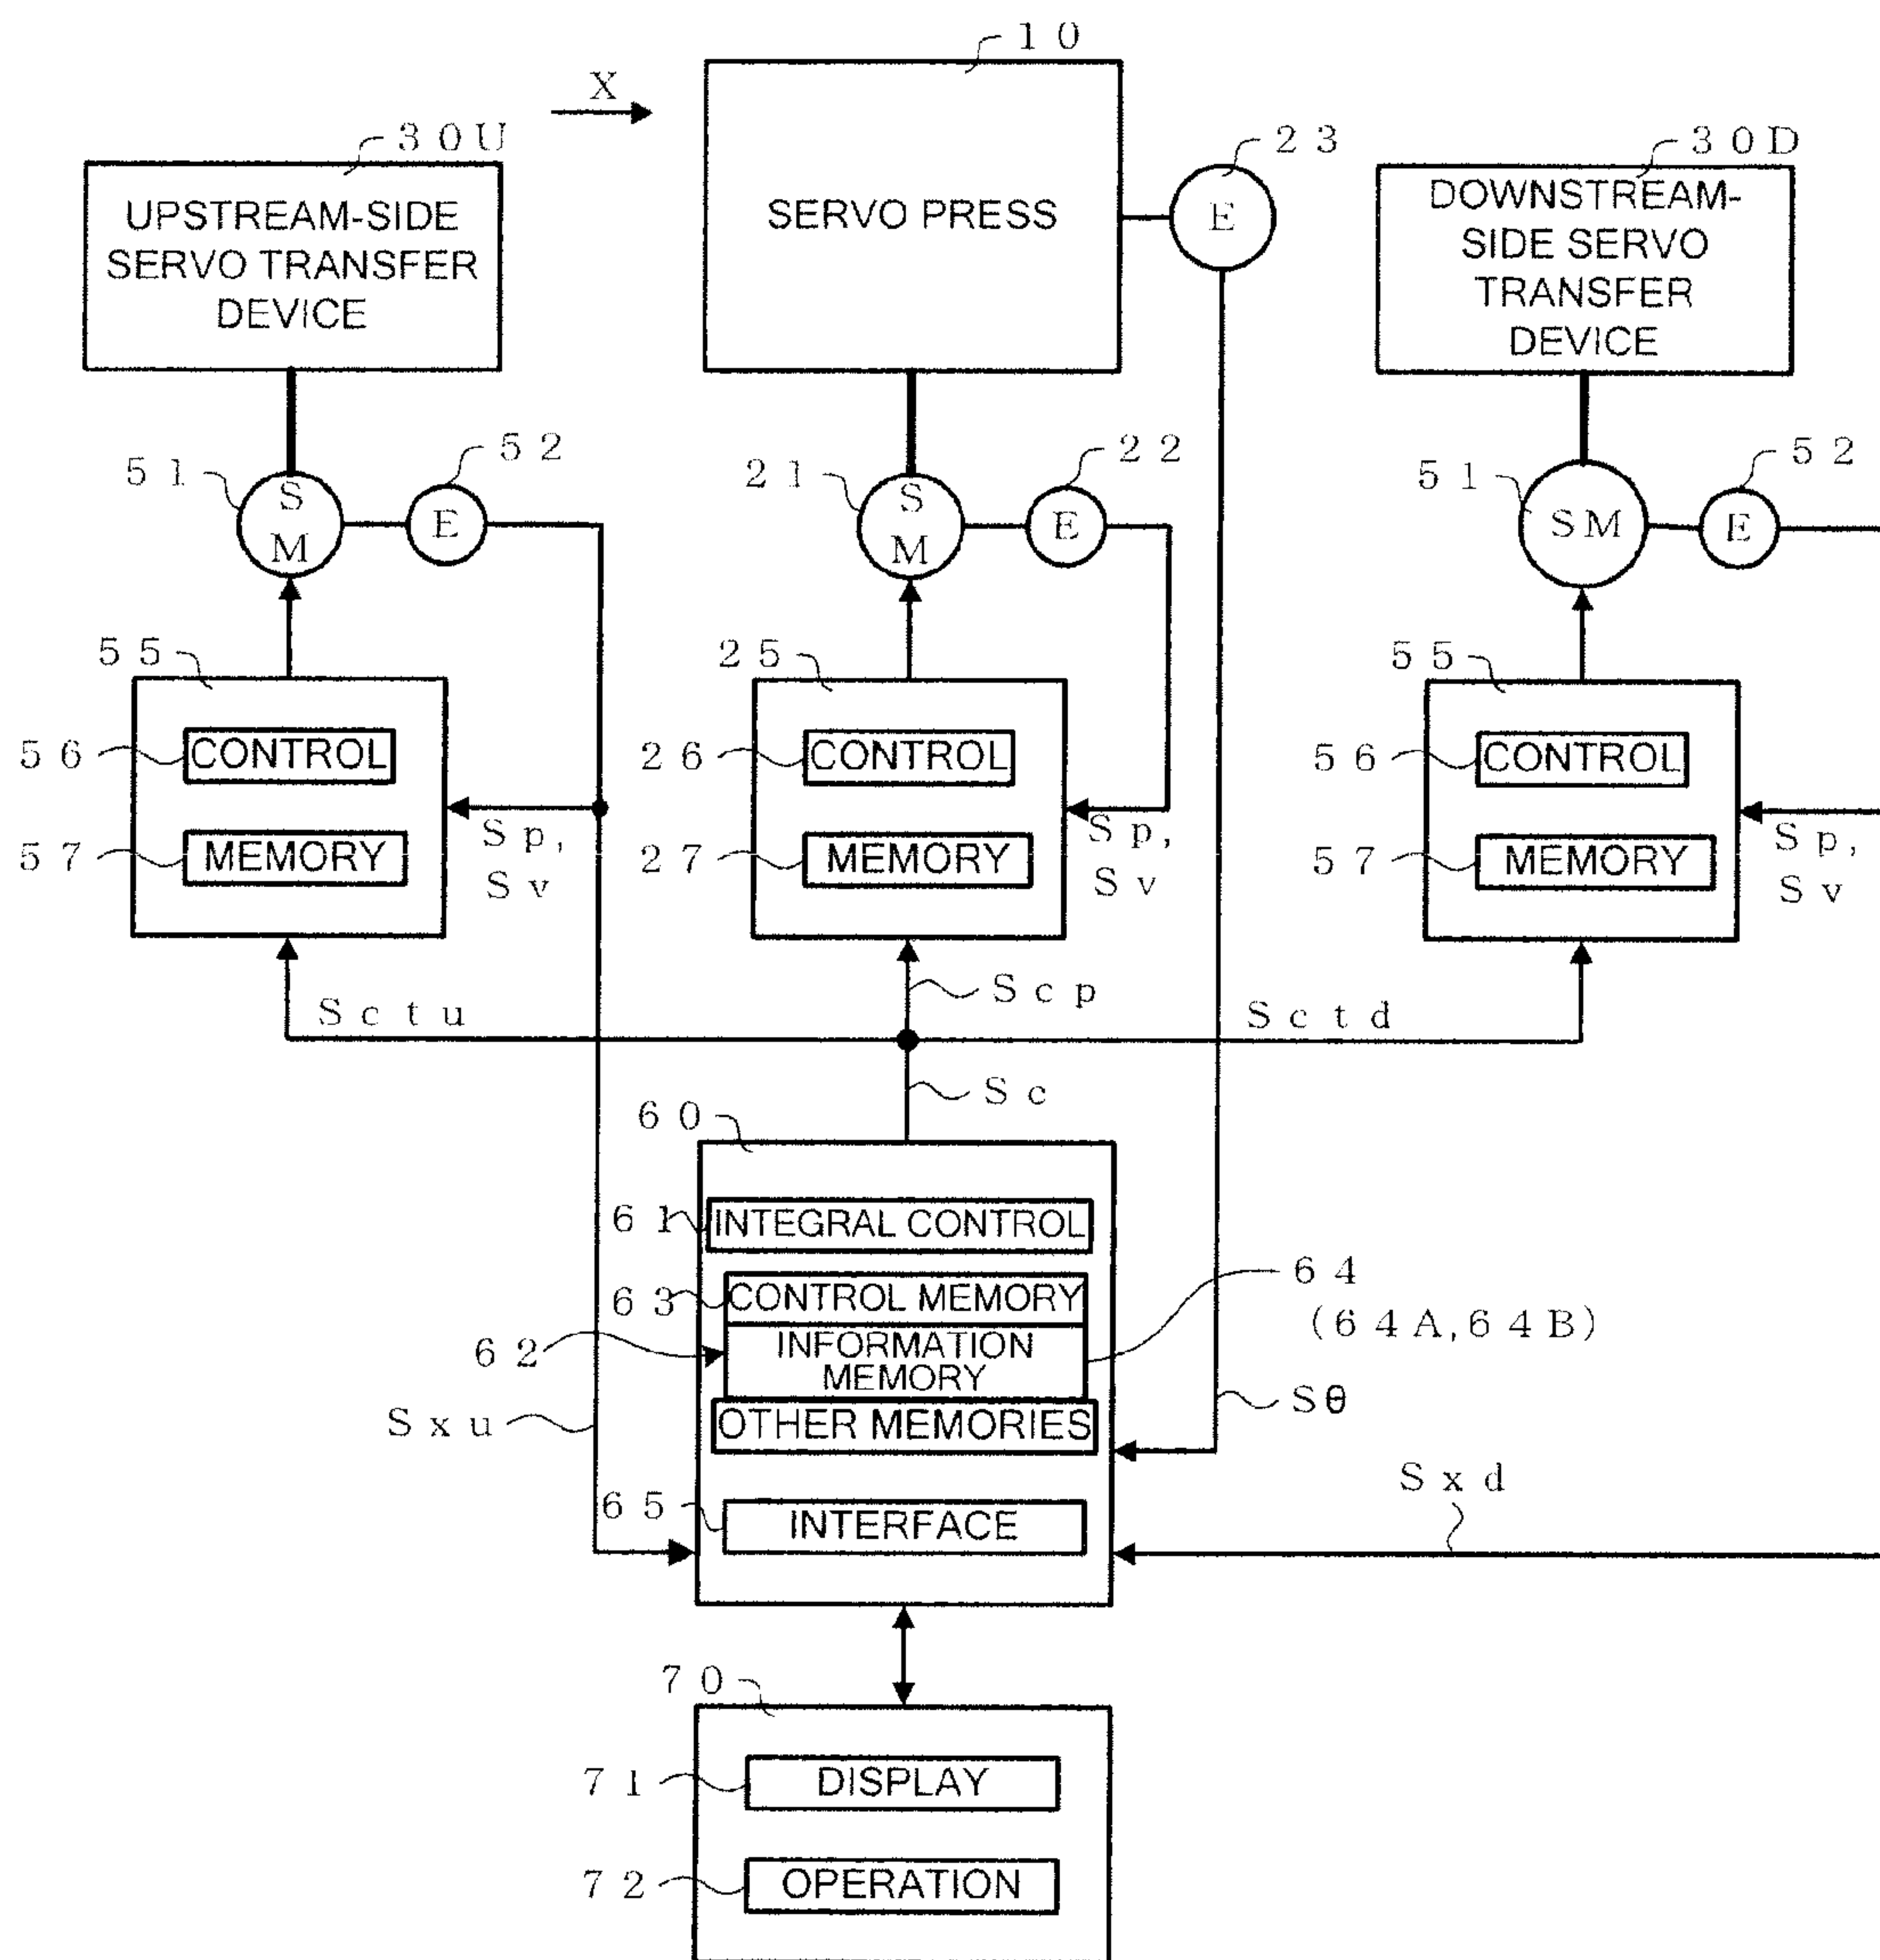 10
X
30U
23
30D
UPSTREAM-SIDE
SERVO TRANSFER
DEVICE
SERVO PRESS
E
DOWNSTREAM-
SIDE SERVO
TRANSFER
DEVICE
51
52
S
M
E
21
22
S
M
E
51
52
SM
E
55
25
55
56
CONTROL
26
CONTROL
56
CONTROL
57
MEMORY
27
MEMORY
57
MEMORY
Sp,
Sv
Sp,
Sv
Sp,
Sv
Sctu
Scp
Sctd
Sc
60
61
INTEGRAL CONTROL
63
CONTROL MEMORY
64
(64A,64B)
62
INFORMATION
MEMORY
OTHER MEMORIES
Sxu
Sθ
Sxd
65
INTERFACE
70
71
DISPLAY
72
OPERATION